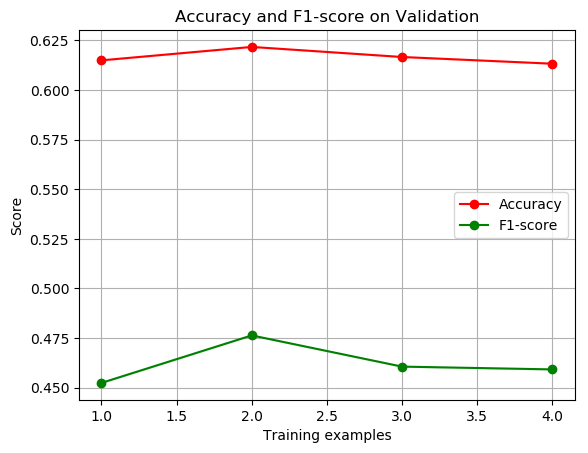 Accuracy and F1-score on Validation
0.625
0.600
0.575
0.550
0.525
0.500
0.475
0.450
Score
Accuracy
F1-score
1.0 1.5 2.0 2.5 3.0 3.5 4.0
Training examples